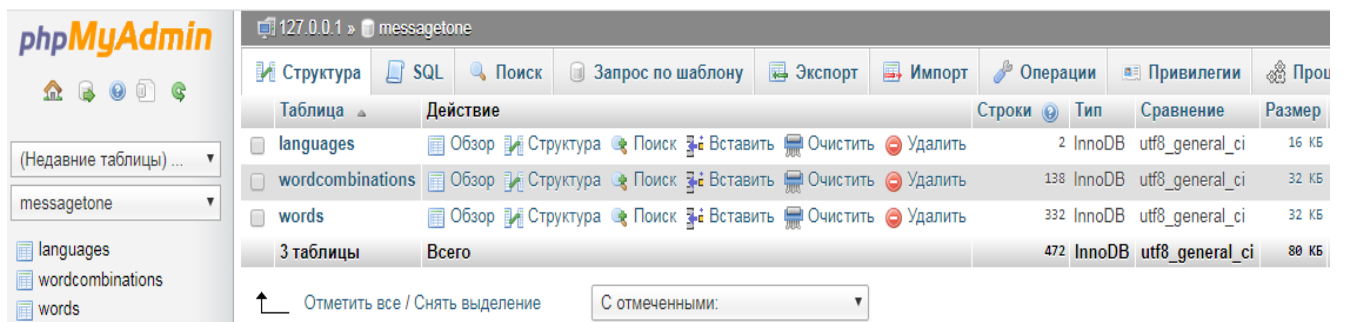 phpMyAdmin
(Недавние таблицы) ...
messagetone
languages
wordcombinations
words
127.0.0.1 » messagetone
Структура SQL Поиск Запрос по шаблону Экспорт Импорт Операции Привилегии Проц
Таблица Действие Строки Тип Сравнение Размер
languages Обзор Структура Поиск Вставить Очистить Удалить 2 InnoDB utf8_general_ci 16 КБ
wordcombinations Обзор Структура Поиск Вставить Очистить Удалить 138 InnoDB utf8_general_ci 32 КБ
words Обзор Структура Поиск Вставить Очистить Удалить 332 InnoDB utf8_general_ci 32 КБ
3 таблицы Всего 472 InnoDB utf8_general_ci 80 КБ
Отметить все / Снять выделение С отмеченными: